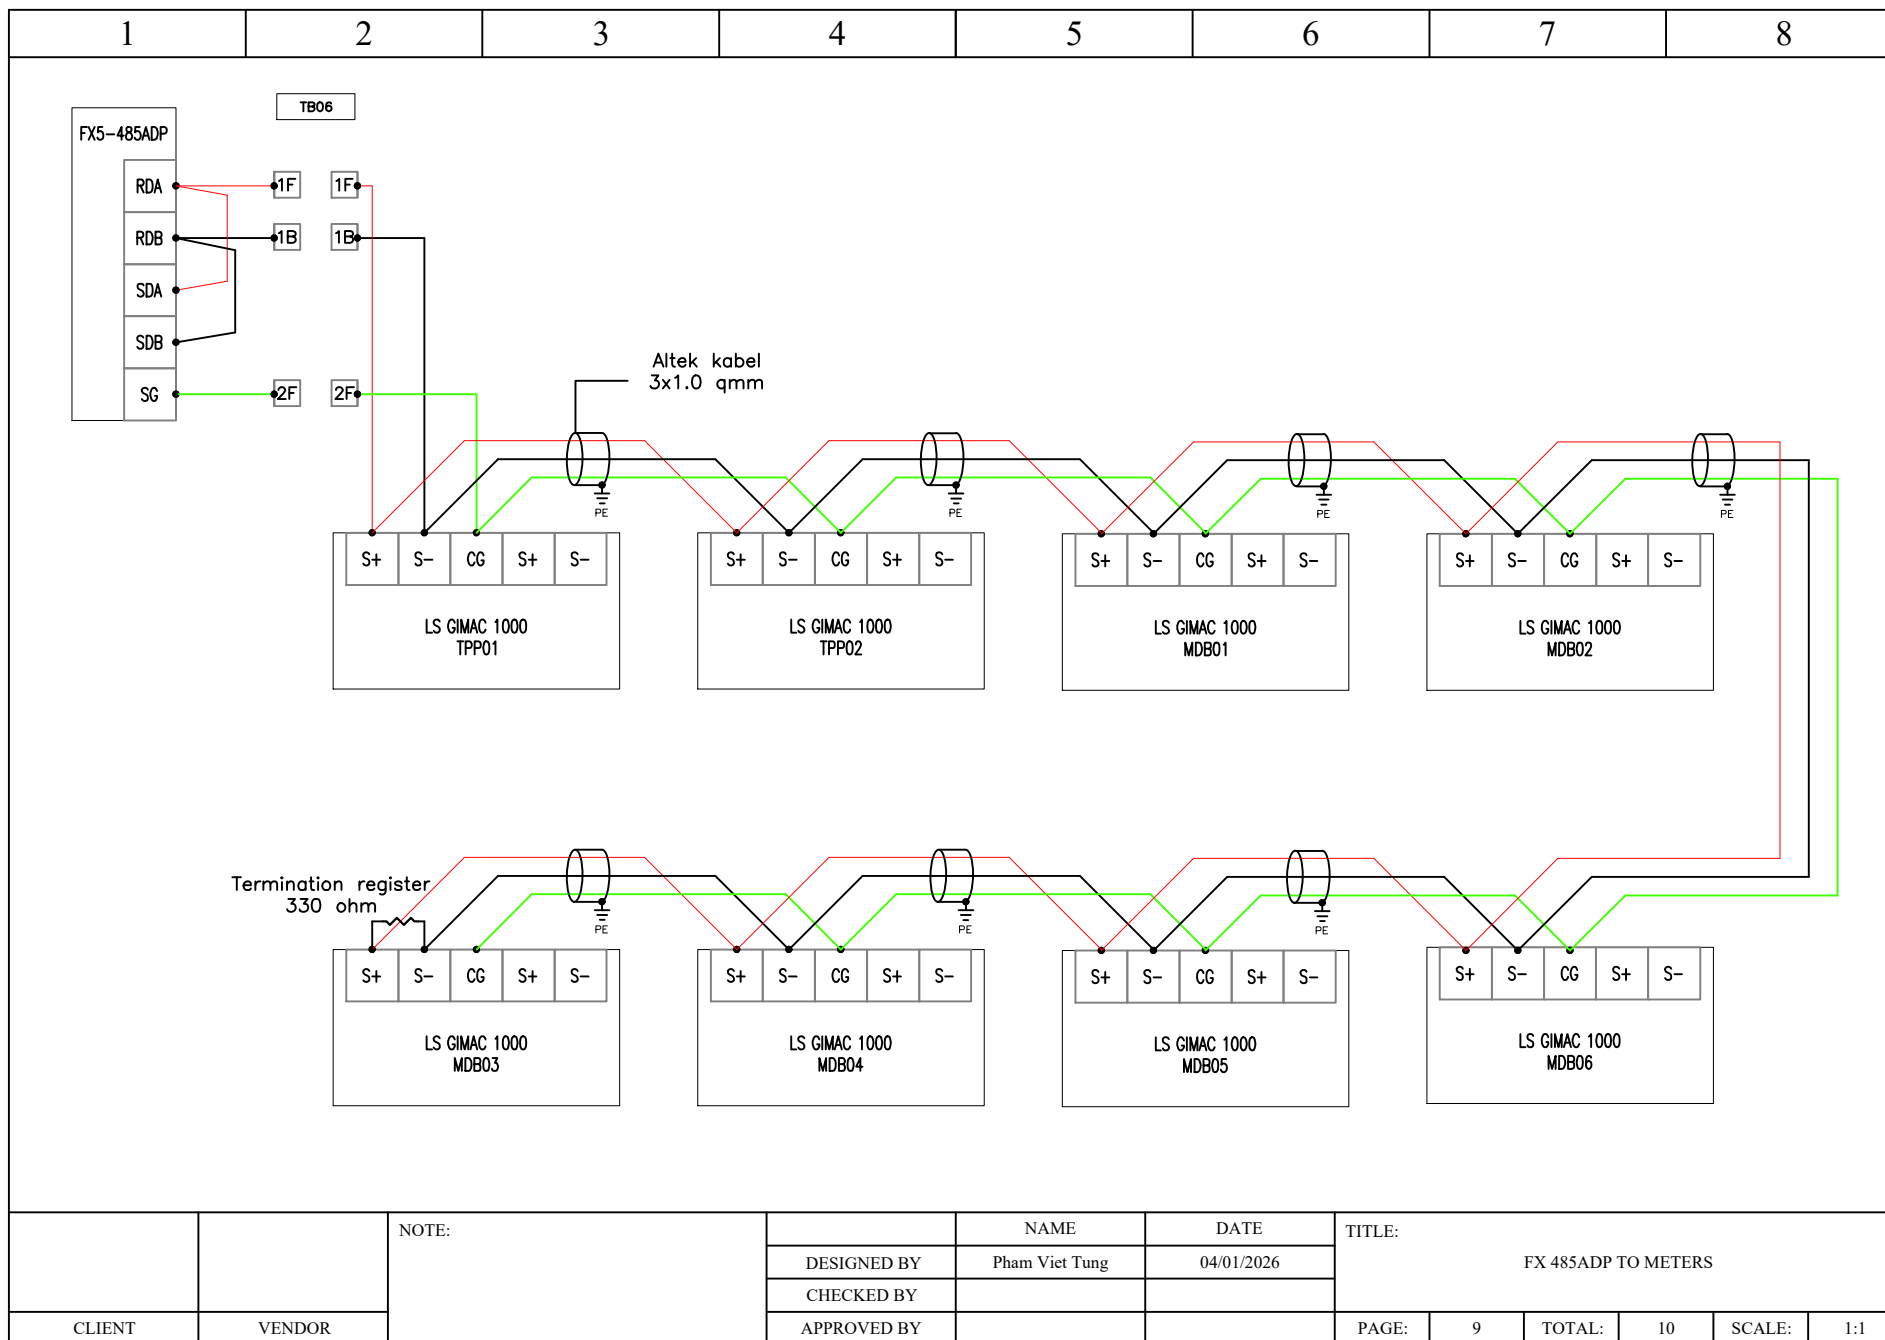 1 2 3 4 5 6 7 8
TB06
FX5-485ADP
RDA 1F 1F
RDB 1B 1B
SDA
SDB
SG 2F 2F
Altek kabel
3x1.0 qmm
PE PE PE PE
S+ S- CG S+ S- S+ S- CG S+ S- S+ S- CG S+ S- S+ S- CG S+ S-
LS GIMAC 1000 LS GIMAC 1000 LS GIMAC 1000 LS GIMAC 1000
TPP01 TPP02 MDB01 MDB02
Termination register
330 ohm
PE PE PE
S+ S- CG S+ S- S+ S- CG S+ S- S+ S- CG S+ S- S+ S- CG S+ S-
LS GIMAC 1000 LS GIMAC 1000 LS GIMAC 1000 LS GIMAC 1000
MDB03 MDB04 MDB05 MDB06
NOTE: NAME DATE TITLE:
DESIGNED BY Pham Viet Tung 04/01/2026 FX 485ADP TO METERS
CHECKED BY
CLIENT VENDOR APPROVED BY PAGE: 9 TOTAL: 10 SCALE: 1:1